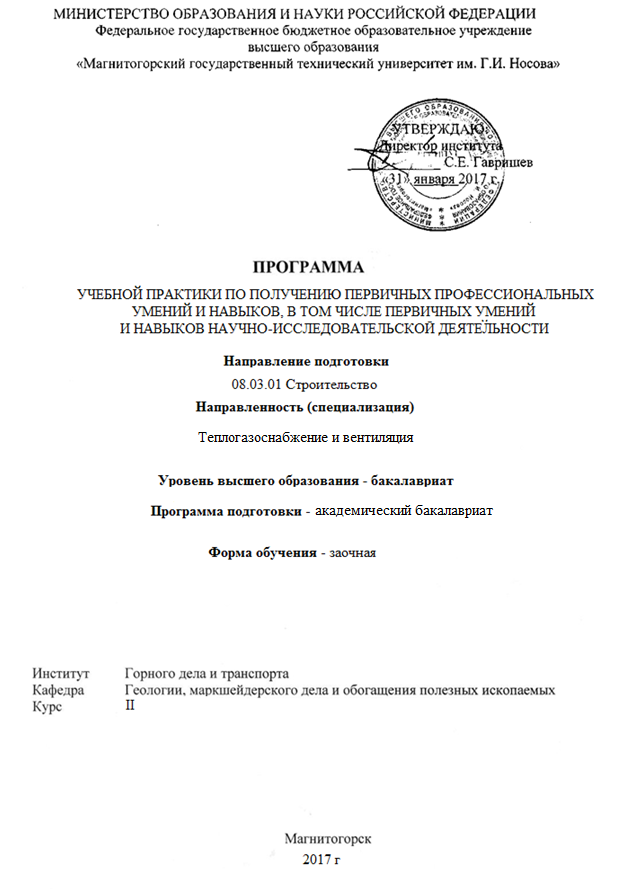 МИНИСТЕРСТВО ОБРАЗОВАНИЯ И НАУКИ РОССИЙСКОЙ ФЕДЕРАЦИИ
Федеральное государственное бюджетное образовательное учреждение
высшего образования
«Магнитогорский государственный технический университет им. Г.И. Носова»
УТВЕРЖДАЮ
Директор института
С.Е. Гавришев
«31» января 2017 г.
ПРОГРАММА
УЧЕБНОЙ ПРАКТИКИ ПО ПОЛУЧЕНИЮ ПЕРВИЧНЫХ ПРОФЕССИОНАЛЬНЫХ
УМЕНИЙ И НАВЫКОВ, В ТОМ ЧИСЛЕ ПЕРВИЧНЫХ УМЕНИЙ
И НАВЫКОВ НАУЧНО-ИССЛЕДОВАТЕЛЬСКОЙ ДЕЯТЕЛЬНОСТИ
Направление подготовки
08.03.01 Строительство
Направленность (специализация)
Теплогазоснабжение и вентиляция
Уровень высшего образования - бакалавриат
Программа подготовки - академический бакалавриат
Форма обучения - заочная
Институт Горного дела и транспорта
Кафедра Геологии, маркшейдерского дела и обогащения полезных ископаемых
Курс II
Магнитогорск
2017 г